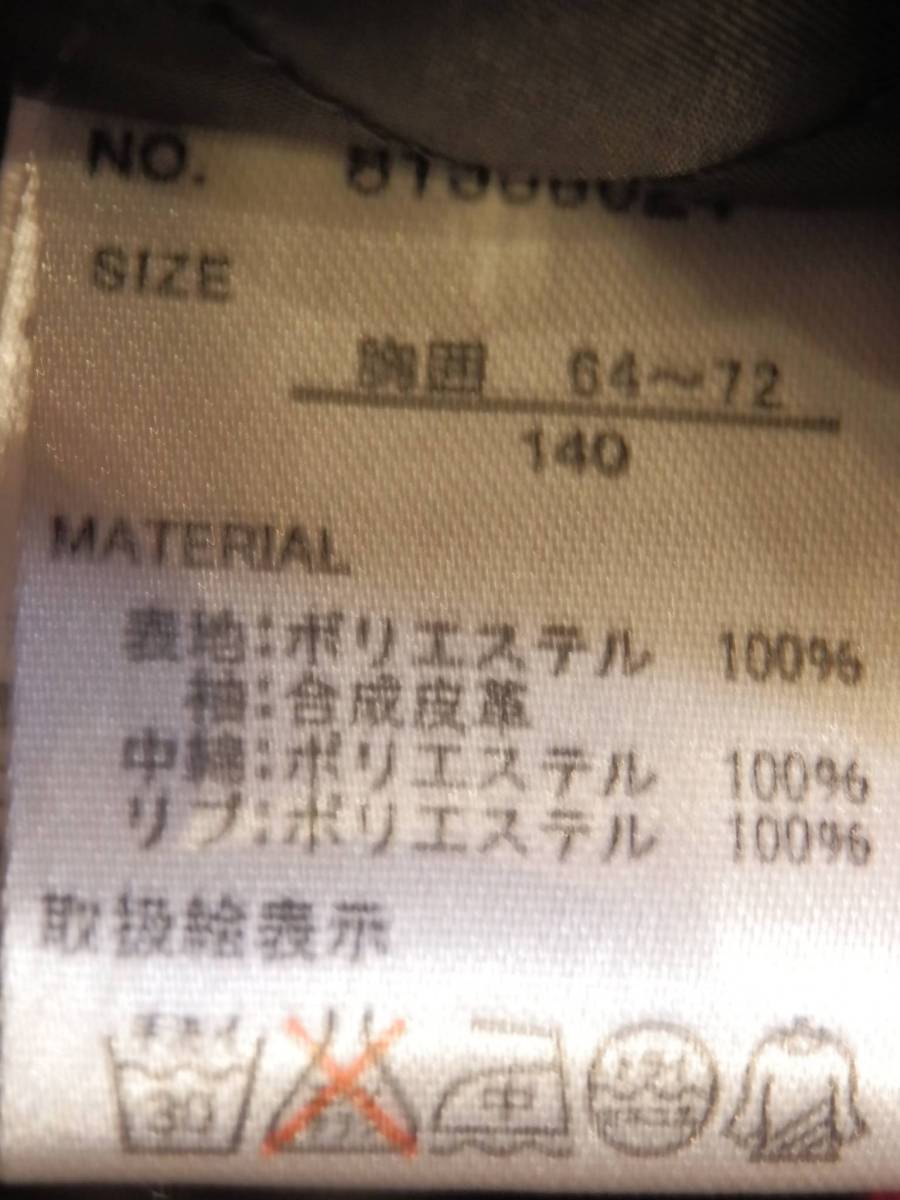 NO.
SIZE
胸囲 64～72
140
MATERIAL
表地:ポリエステル 100%
袖:合成皮革
中綿:ポリエステル 100%
リブ:ポリエステル 100%
取扱絵表示
30 中